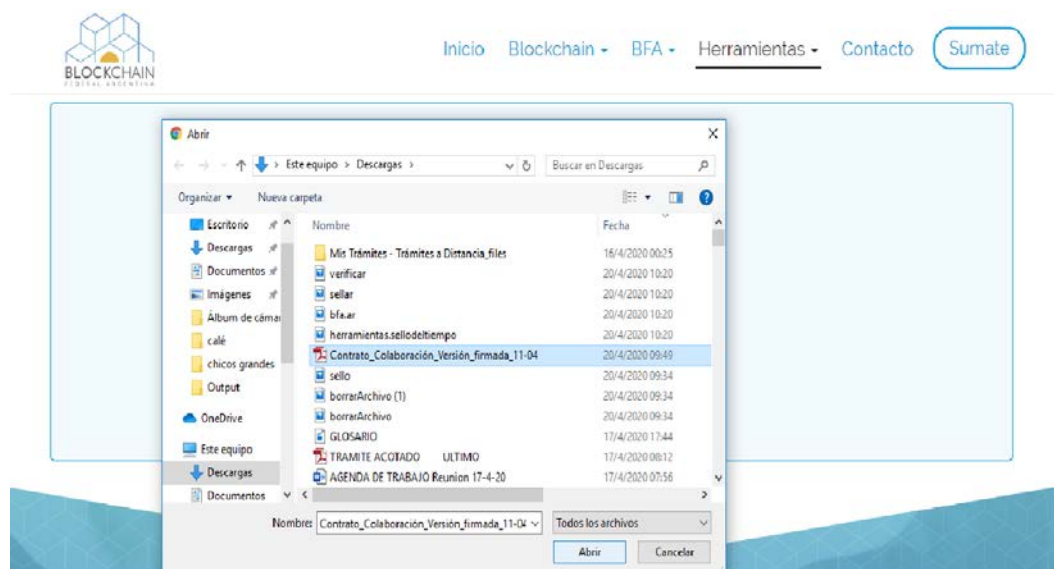 BLOCKCHAIN
FEDERAL ARGENTINA
Inicio Blockchain BFA Herramientas Contacto Sumate
Abrir
Este equipo > Descargas >
Buscar en Descargas
Organizar Nueva carpeta
Nombre Fecha
Escritorio
Descargas
Documentos
Imágenes
Álbum de cámar
calé
chicos grandes
Output
OneDrive
Este equipo
Descargas
Documentos
Mis Trámites - Trámites a Distancia_files 16/4/2020 00:25
verificar 20/4/2020 10:20
sellar 20/4/2020 10:20
bfa.ar 20/4/2020 10:20
herramientas.sellodeltiempo 20/4/2020 10:20
Contrato_Colaboración_Versión_firmada_11-04 20/4/2020 09:49
sello 20/4/2020 09:34
borrarArchivo (1) 20/4/2020 09:34
borrarArchivo 20/4/2020 09:34
GLOSARIO 17/4/2020 17:44
TRAMITE ACOTADO ULTIMO 17/4/2020 08:12
AGENDA DE TRABAJO Reunion 17-4-20 17/4/2020 07:56
Nombre: Contrato_Colaboración_Versión_firmada_11-04 Todos los archivos
Abrir Cancelar